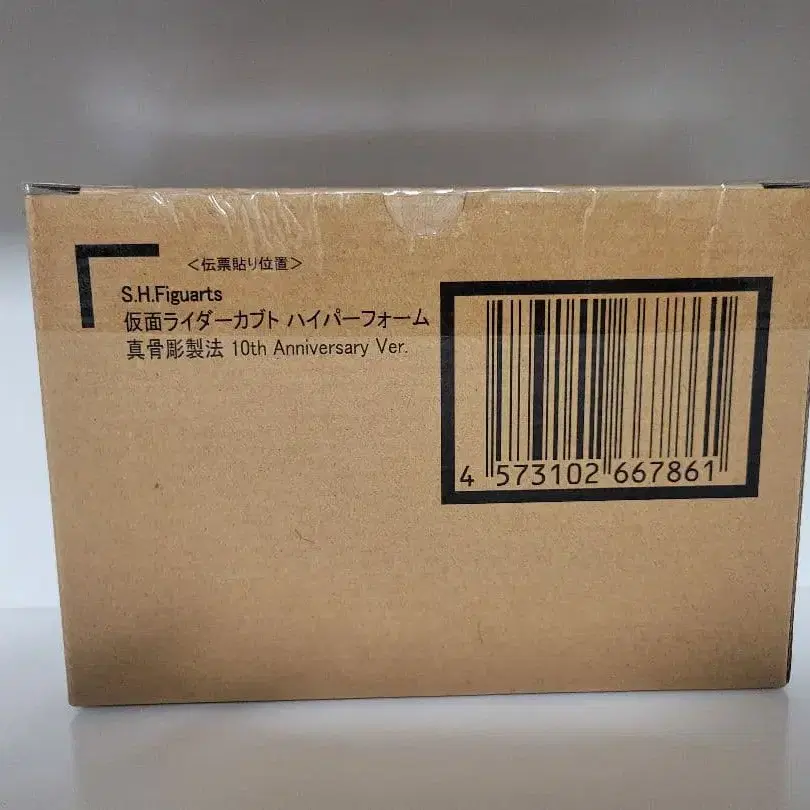 ＜伝票貼り位置＞
S.H.Figuarts
仮面ライダーカブト ハイパーフォーム
真骨彫製法 10th Anniversary Ver.
4 573102 667861